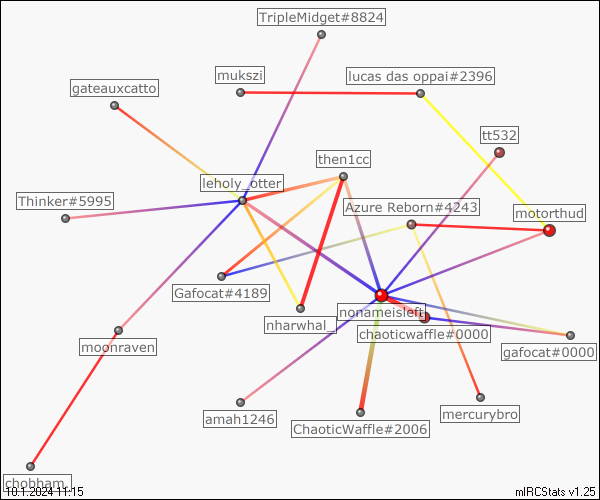 TripleMidget#8824
mukszi
lucas das oppai#2396
gateauxcatto
tt532
then1cc
leholy_otter
Thinker#5995
Azure Reborn#4243
motorthud
Gafocat#4189
nonameisleft
nharwhal_
chaoticwaffle#0000
moonraven
gafocat#0000
amah1246
mercurybro
ChaoticWaffle#2006
chobham.
10.1.2024 11:15
mIRCStats v1.25